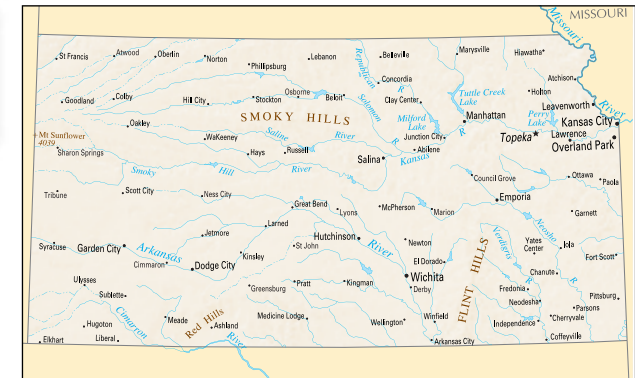 Missouri
MISSOURI
St Francis
Atwood
Oberlin
Norton
Phillipsburg
Lebanon
Belleville
Marysville
Hiawatha
Republican
R
Concordia
Atchison
Goodland
Colby
Hill City
Stockton
Osborne
Beloit
Solomon
Clay Center
Tuttle Creek
Lake
Holton
Leavenworth
River
Oakley
SMOKY HILLS
Milford
Lake
Manhattan
Perry
Lake
Kansas City
Mt Sunflower
4039
WaKeeney
Saline
River
Junction City
R
Topeka
Lawrence
Overland Park
Sharon Springs
Hays
Russell
Salina
Abilene
Kansas
Smoky
Hill
River
Council Grove
Ottawa
Paola
Tribune
Scott City
Ness City
Great Bend
Lyons
McPherson
Marion
Emporia
Garnett
Jetmore
Larned
Hutchinson
Verdigris
Neosho
Syracuse
Garden City
Arkansas
St John
River
Newton
Yates
Center
Iola
Cimmaron
Dodge City
Kinsley
El Dorado
FLINT HILLS
Fort Scott
Ulysses
Greensburg
Pratt
Kingman
Wichita
Derby
R
Chanute
R
Sublette
Fredonia
Neodesha
Pittsburg
Hugoton
Cimarron
Meade
Red Hills
Ashland
Medicine Lodge
Wellington
Winfield
Independence
Parsons
Cherryvale
Elkhart
Liberal
River
Arkansas City
Coffeyville